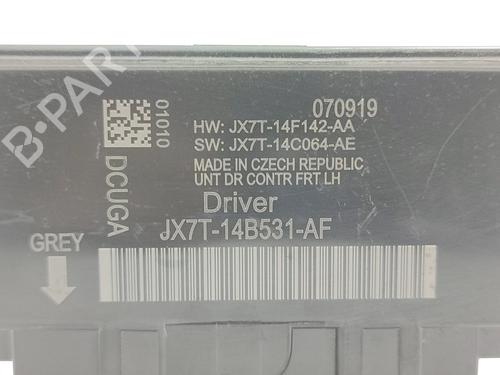 B-PARTS
070919
01010
HW: JX7T-14F142-AA
SW: JX7T-14C064-AE
MADE IN CZECH REPUBLIC
UNT DR CONTR FRT LH
DCUGA
Driver
GREY
JX7T-14B531-AF